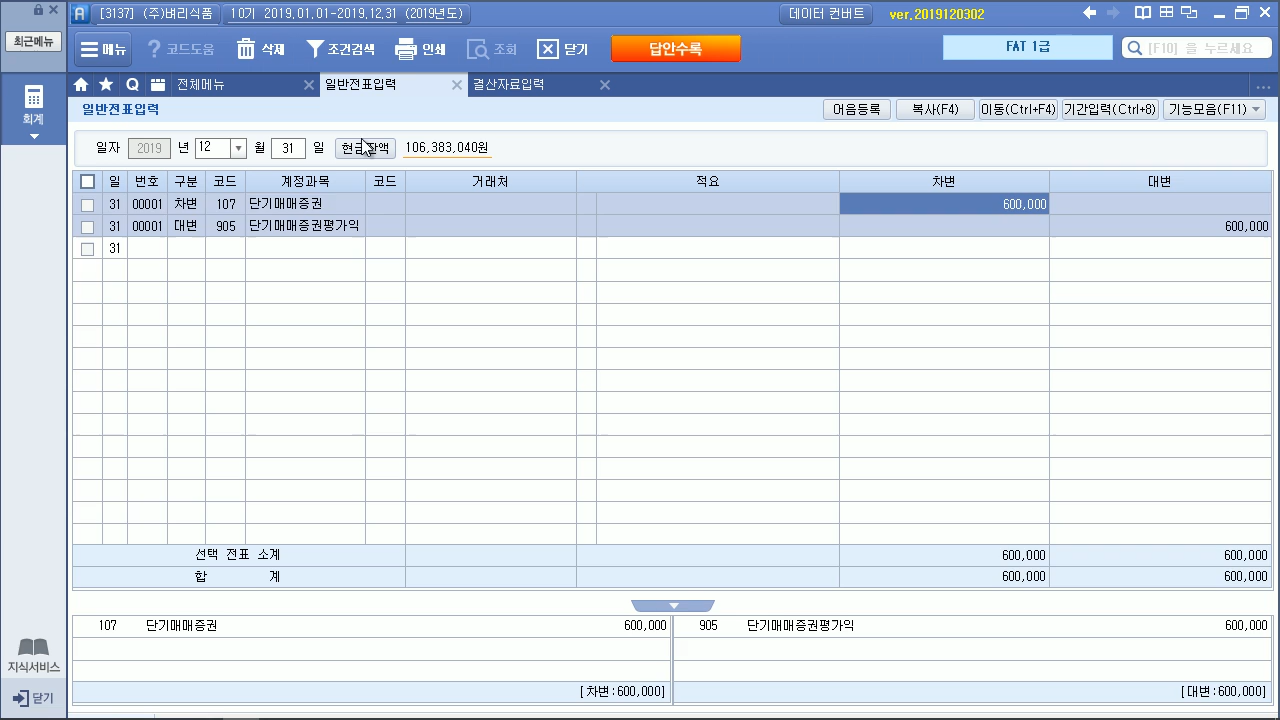 [3137] (주)벼리식품 10기 2019.01.01-2019.12.31 (2019년도) 데이터 컨버트 ver.2019120302
최근메뉴
메뉴 코드도움 삭제 조건검색 인쇄 조회 닫기 답안수록 FAT 1급 [F10] 을 누르세요
전체메뉴 일반전표입력 결산자료입력
회계
일반전표입력 어음등록 복사(F4) 이동(Ctrl+F4) 기간입력(Ctrl+8) 기능모음(F11)
일자 2019 년 12 월 31 일 106,383,040원
일 번호 구분 코드 계정과목 코드 거래처 적요 차변 대변
31 00001 차변 107 단기매매증권 600,000
31 00001 대변 905 단기매매증권평가익 600,000
31
선택 전표 소계 600,000 600,000
합 계 600,000 600,000
107 단기매매증권 600,000 905 단기매매증권평가익 600,000
지식서비스
[차변:600,000] [대변:600,000]
닫기